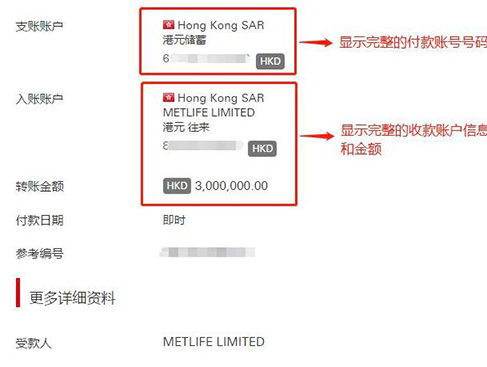 支账账户
Hong Kong SAR
港元储蓄
6
HKD
显示完整的付款账号号码
入账账户
Hong Kong SAR
METLIFE LIMITED
港元 往来
8
HKD
显示完整的收款账户信息
和金额
转账金额
HKD 3,000,000.00
付款日期
即时
参考编号
更多详细资料
受款人
METLIFE LIMITED